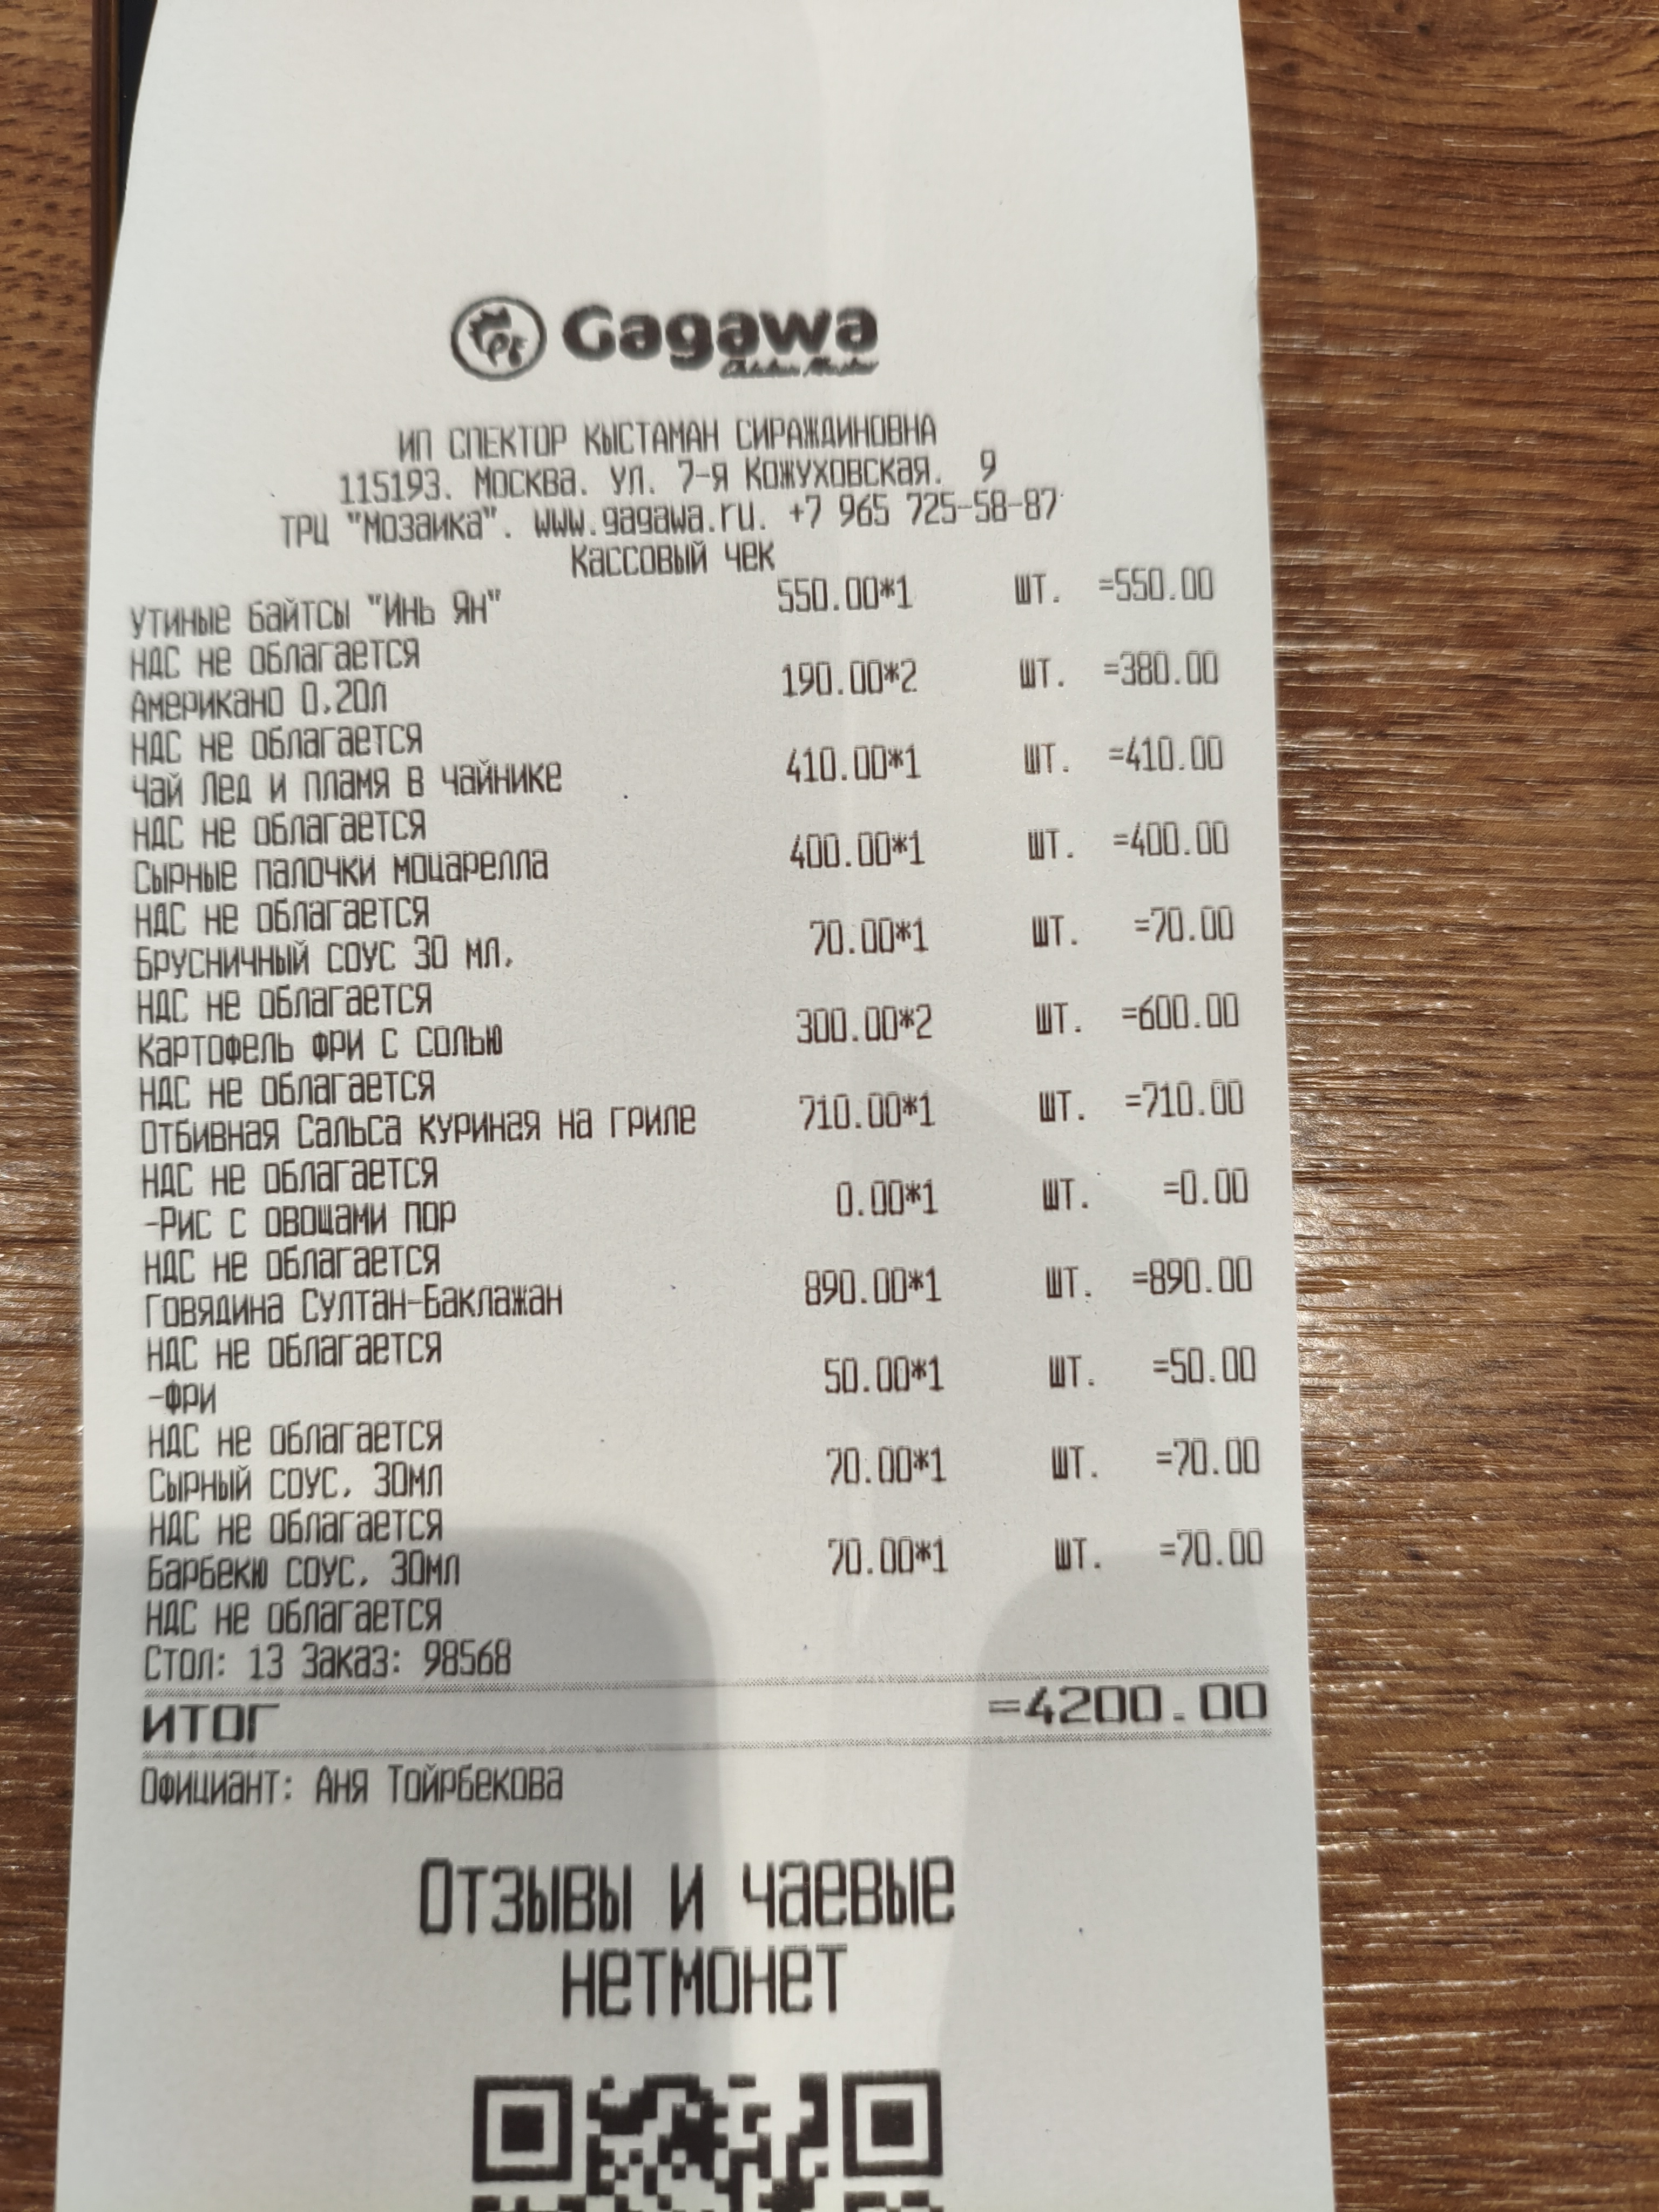 Gagawa
ИП СПЕКТОР КЫСТАМАН СИРАЖДИНОВНА
115193. Москва. ул. 7-я Кожуховская. 9
ТРЦ "Мозаика". www.gagawa.ru. +7 965 725-58-87
Кассовый чек
Утиные байтсы "Инь Ян" 550.00*1 шт. =550.00
НДС не облагается
Американо 0,20л 190.00*2 шт. =380.00
НДС не облагается
Чай Лед и пламя в чайнике 410.00*1 шт. =410.00
НДС не облагается
Сырные палочки моцарелла 400.00*1 шт. =400.00
НДС не облагается
Брусничный соус 30 мл, 70.00*1 шт. =70.00
НДС не облагается
Картофель фри с солью 300.00*2 шт. =600.00
НДС не облагается
Отбивная Сальса куриная на гриле 710.00*1 шт. =710.00
НДС не облагается
-Рис с овощами пор 0.00*1 шт. =0.00
НДС не облагается
Говядина Султан-Баклажан 890.00*1 шт. =890.00
НДС не облагается
-Фри 50.00*1 шт. =50.00
НДС не облагается
Сырный соус, 30мл 70.00*1 шт. =70.00
НДС не облагается
Барбекю соус, 30мл 70.00*1 шт. =70.00
НДС не облагается
Стол: 13 Заказ: 98568
ИТОГ =4200.00
Официант: Аня Тойрбекова
Отзывы и чаевые
нетмонет